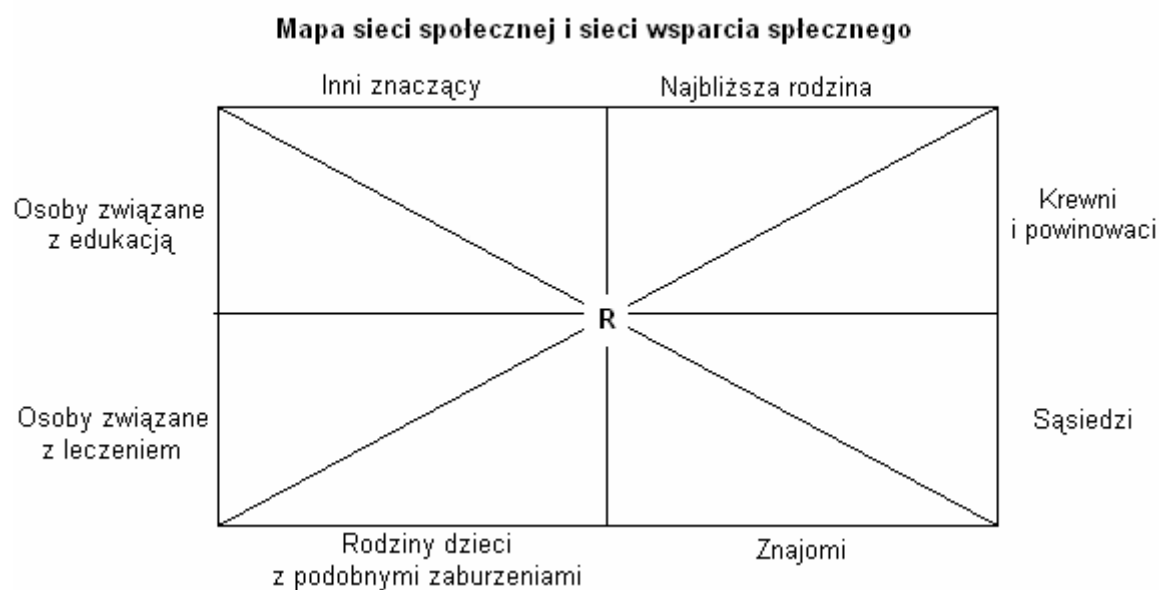 Mapa sieci społecznej i sieci wsparcia spłecznego
Inni znaczący
Najbliższa rodzina
Osoby związane
z edukacją
Krewni
i powinowaci
R
Osoby związane
z leczeniem
Sąsiedzi
Rodziny dzieci
z podobnymi zaburzeniami
Znajomi